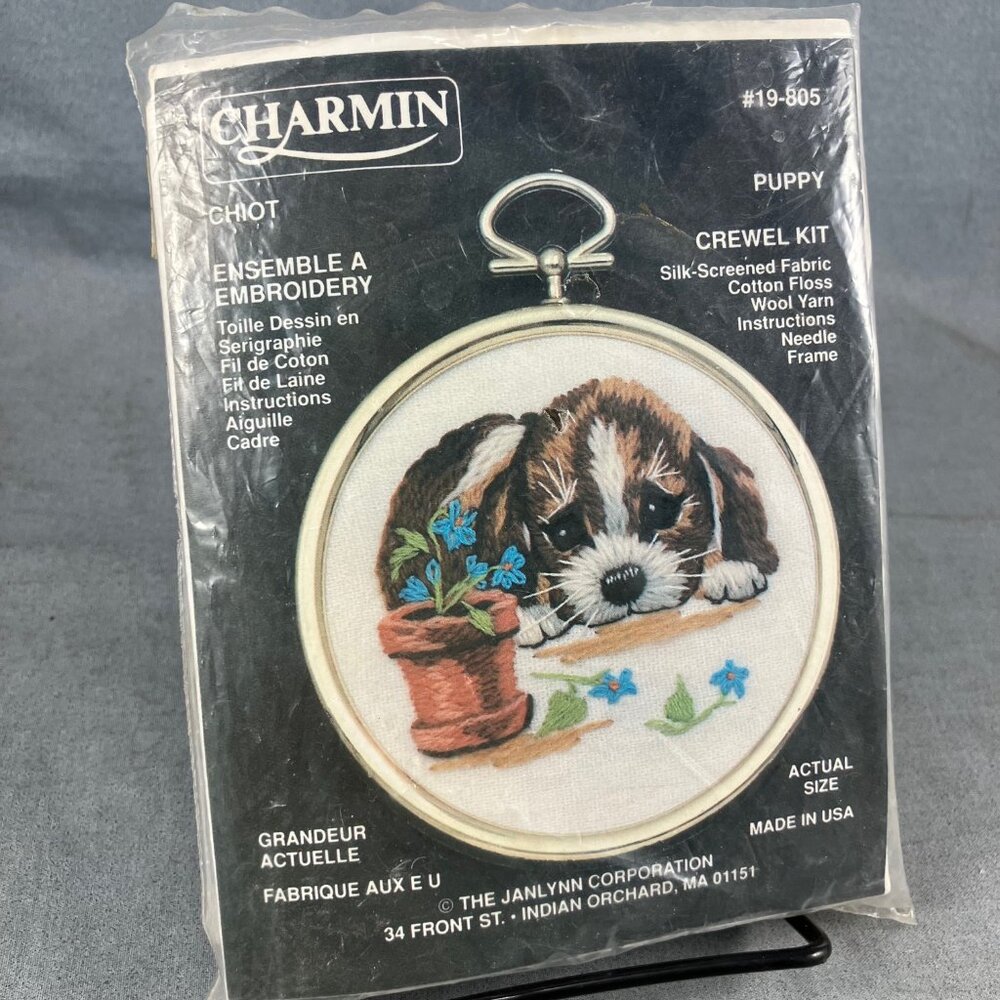 CHARMIN
#19-805
CHIOT
PUPPY
ENSEMBLE A
EMBROIDERY
Toille Dessin en
Serigraphie
Fil de Coton
Fil de Laine
Instructions
Aiguille
Cadre
CREWEL KIT
Silk-Screened Fabric
Cotton Floss
Wool Yarn
Instructions
Needle
Frame
GRANDEUR
ACTUELLE
FABRIQUE AUX E U
ACTUAL
SIZE
MADE IN USA
© THE JANLYNN CORPORATION
34 FRONT ST. • INDIAN ORCHARD, MA 01151